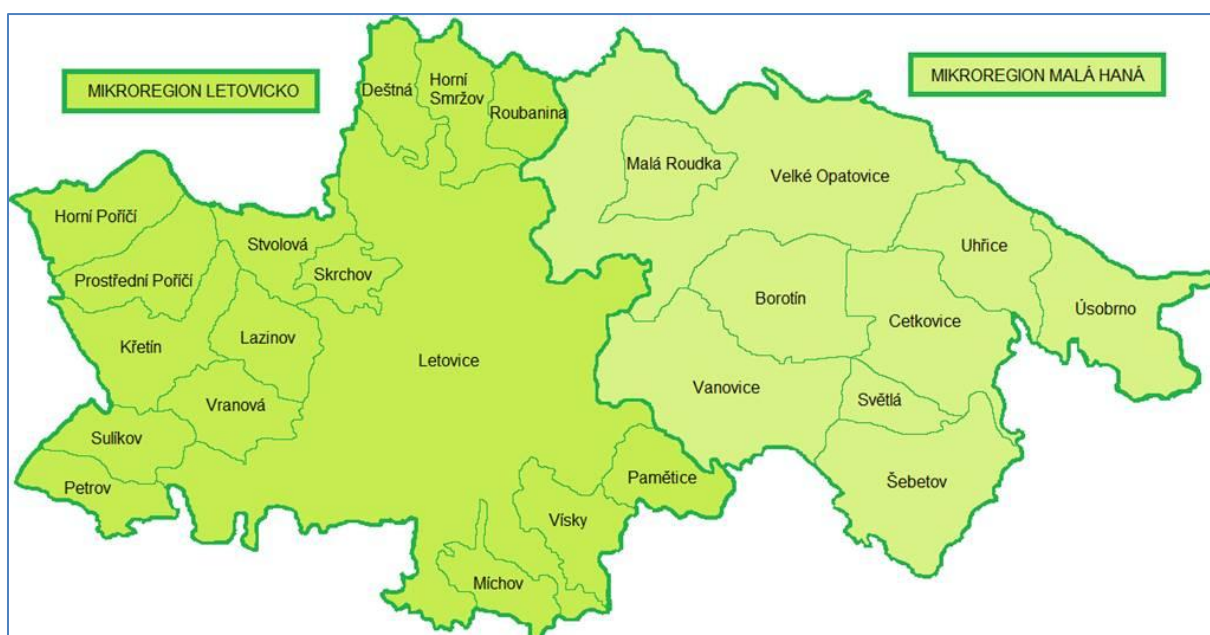 MIKROREGION LETOVICKO
MIKROREGION MALÁ HANÁ
Deštná
Horní
Smržov
Roubanina
Malá Roudka
Velké Opatovice
Horní Poříčí
Stvolová
Skrchov
Prostřední Poříčí
Uhřice
Borotín
Úsobrno
Cetkovice
Křetín
Lazinov
Letovice
Vanovice
Světlá
Vranová
Sulíkov
Petrov
Pamětice
Šebetov
Vísky
Míchov